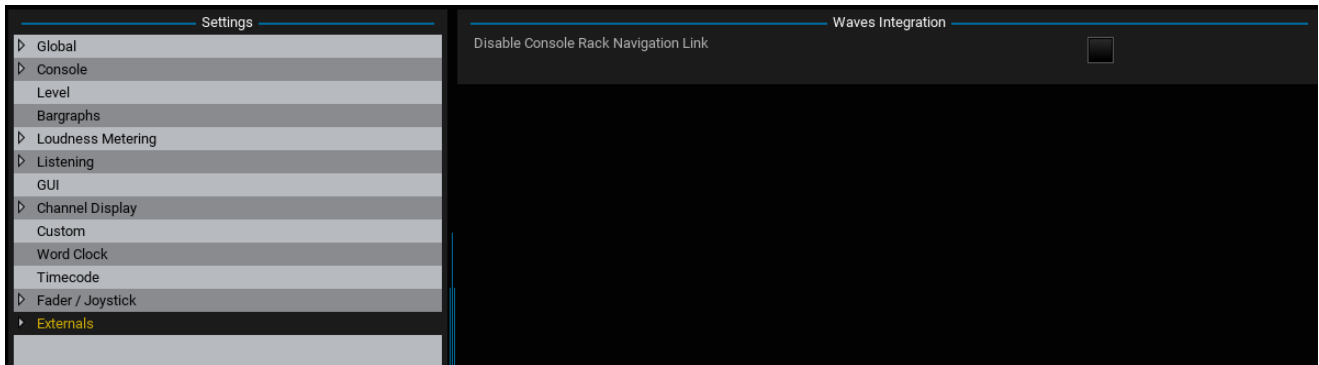 Settings
Global
Console
Level
Bargraphs
Loudness Metering
Listening
GUI
Channel Display
Custom
Word Clock
Timecode
Fader / Joystick
Externals
Waves Integration
Disable Console Rack Navigation Link